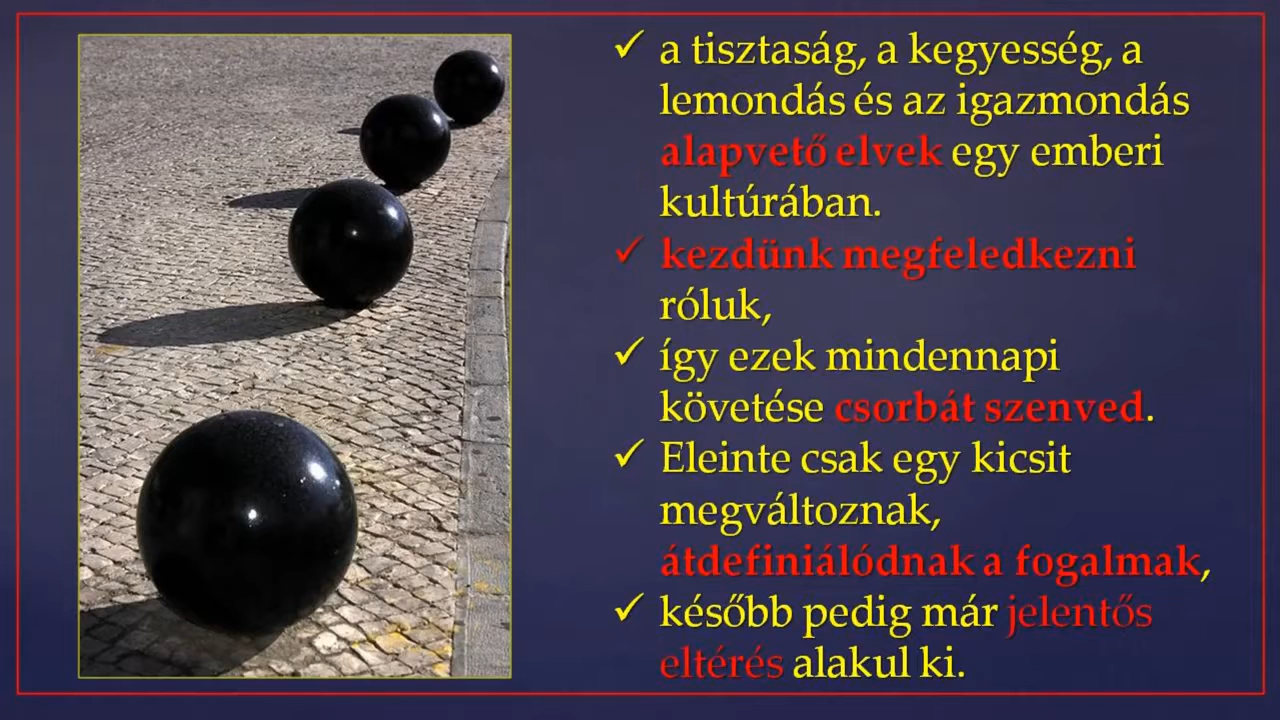 ✓ a tisztaság, a kegyesség, a
lemondás és az igazmondás
alapvető elvek egy emberi
kultúrában.
✓ kezdünk megfeledkezni
róluk,
✓ így ezek mindennapi
követése csorbát szenved.
✓ Eleinte csak egy kicsit
megváltoznak,
átdefiniálódnak a fogalmak,
✓ később pedig már jelentős
eltérés alakul ki.